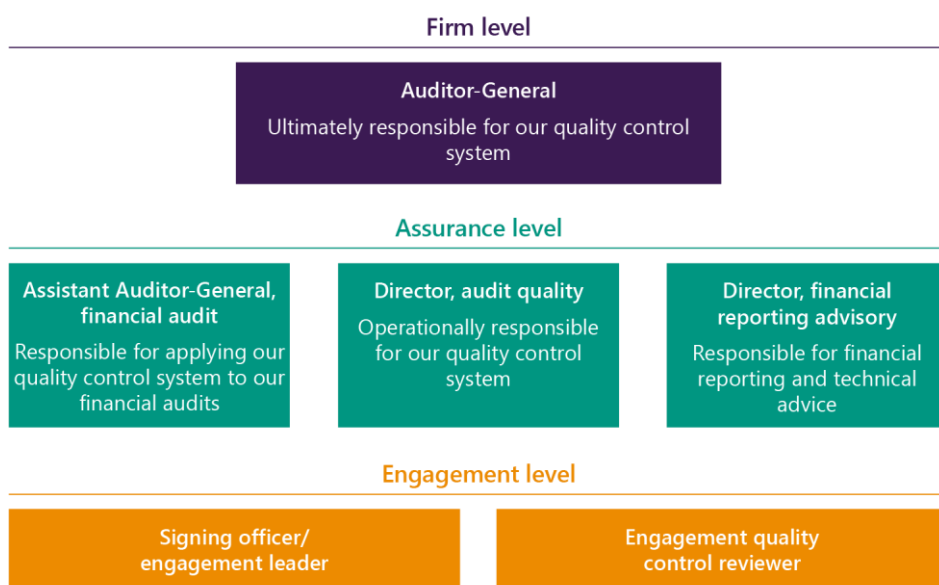 Firm level
Auditor-General
Ultimately responsible for our quality control
system
Assurance level
Assistant Auditor-General,
financial audit
Responsible for applying our
quality control system to our
financial audits
Director, audit quality
Operationally responsible
for our quality control
system
Director, financial
reporting advisory
Responsible for financial
reporting and technical
advice
Engagement level
Signing officer/
engagement leader
Engagement quality
control reviewer